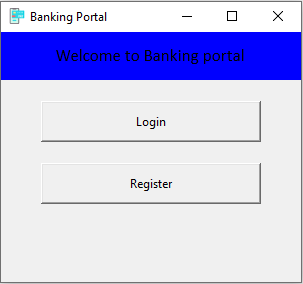 Banking Portal
Welcome to Banking portal
Login
Register